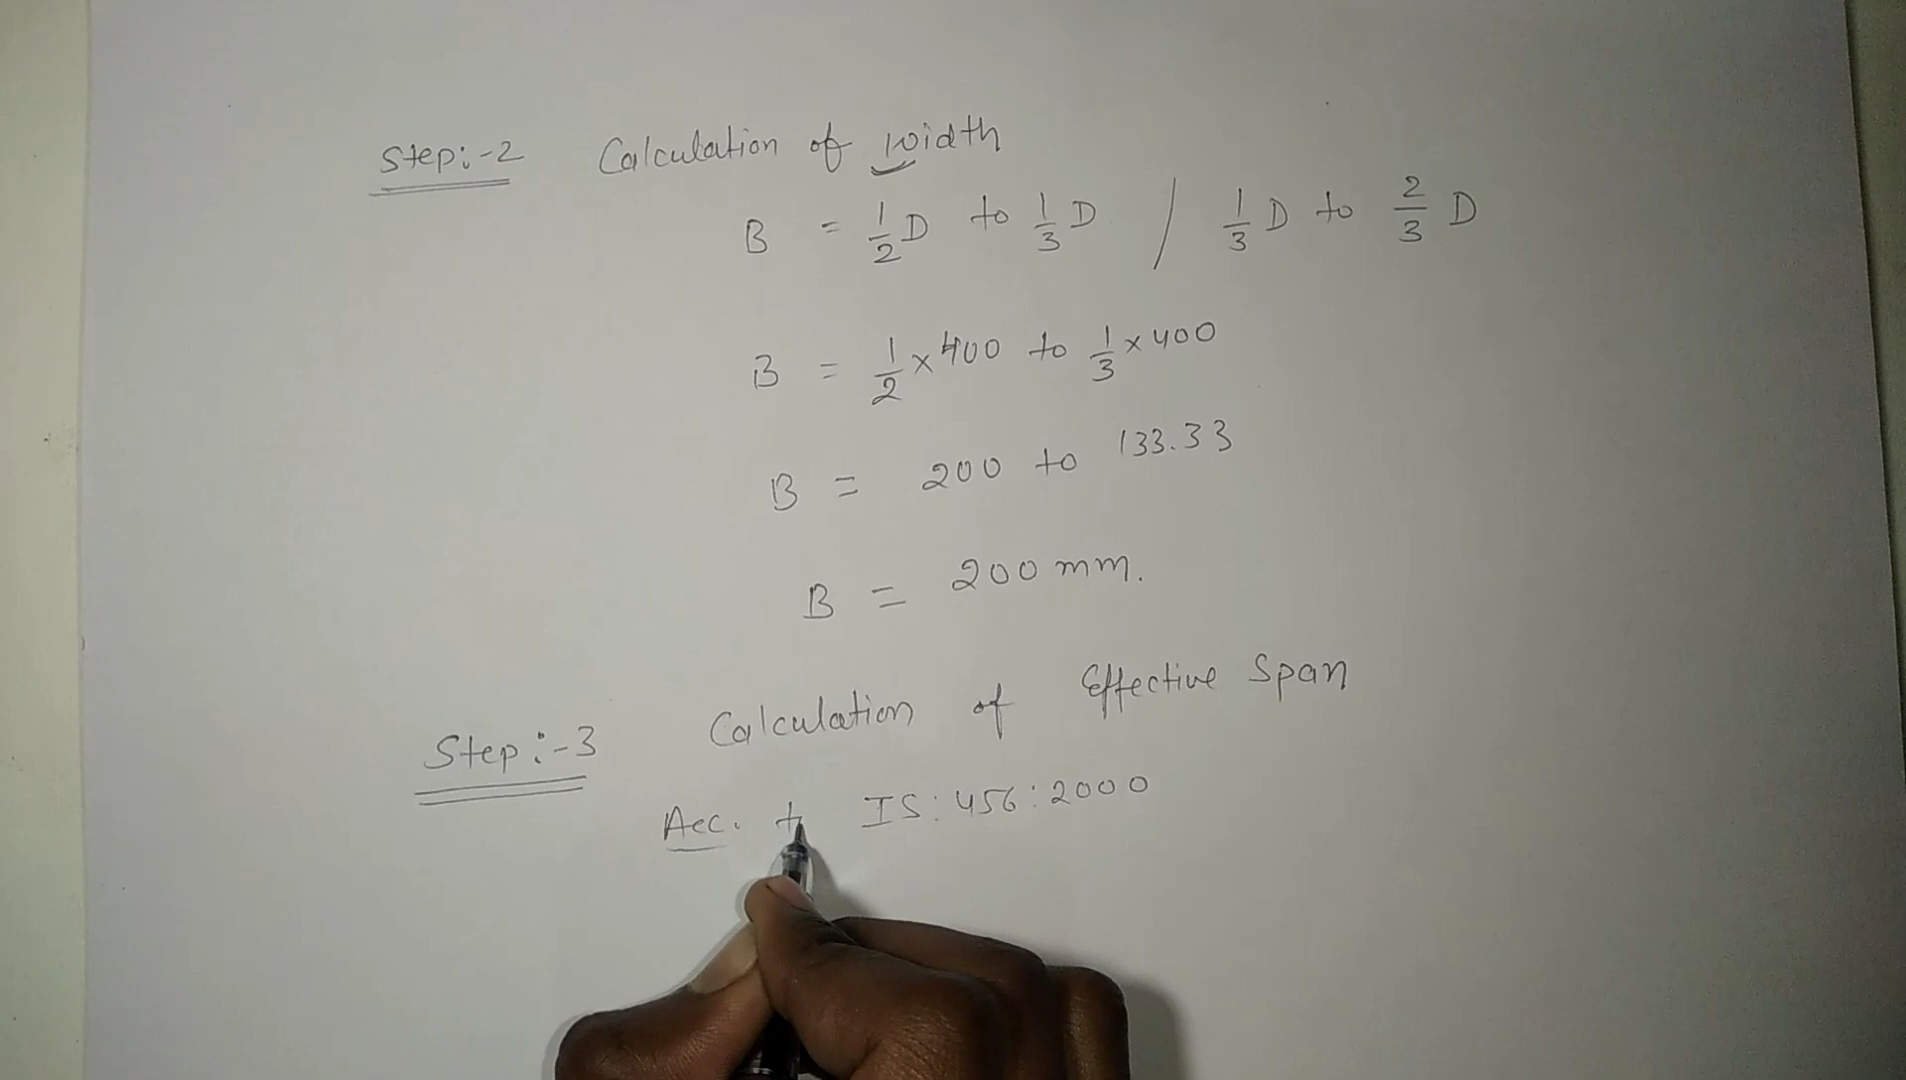 Step:-2 Calculation of width
B = 1/2 D to 1/3 D / 1/3 D to 2/3 D
B = 1/2 × 400 to 1/3 × 400
B = 200 to 133.33
B = 200 mm.
Step:-3 Calculation of Effective Span
Acc. t IS:456:2000